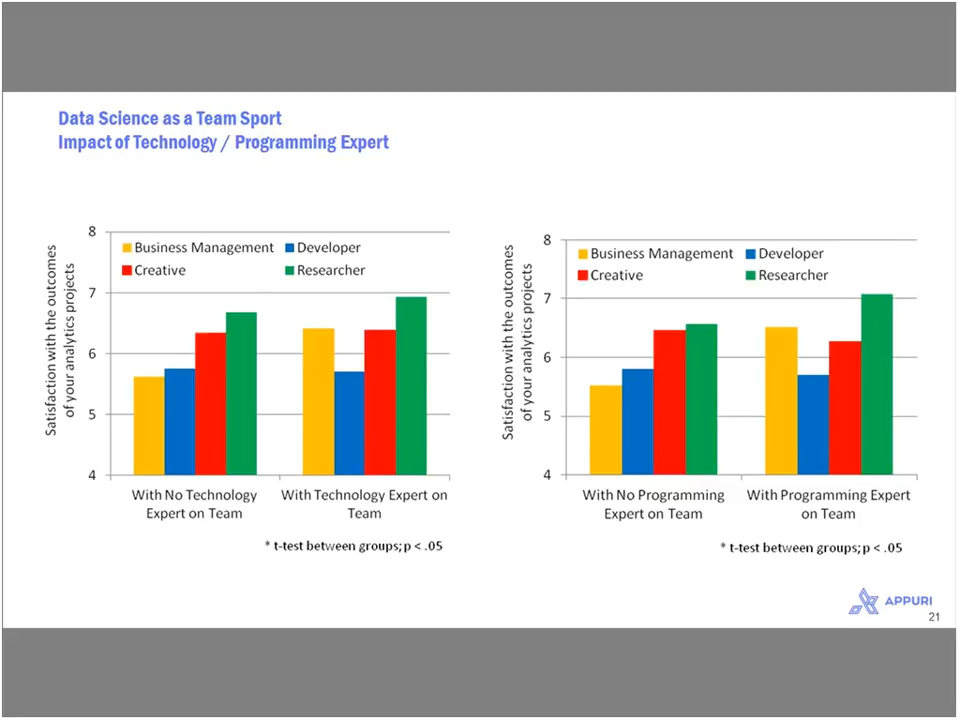 Data Science as a Team Sport
Impact of Technology / Programming Expert
Satisfaction with the outcomes
of your analytics projects
8
7
6
5
4
Business Management
Developer
Creative
Researcher
With No Technology
Expert on Team
With Technology Expert on
Team
* t-test between groups; p < .05
Satisfaction with the outcomes
of your analytics projects
8
7
6
5
4
Business Management
Developer
Creative
Researcher
With No Programming
Expert on Team
With Programming Expert
on Team
* t-test between groups; p < .05
APPURI
21